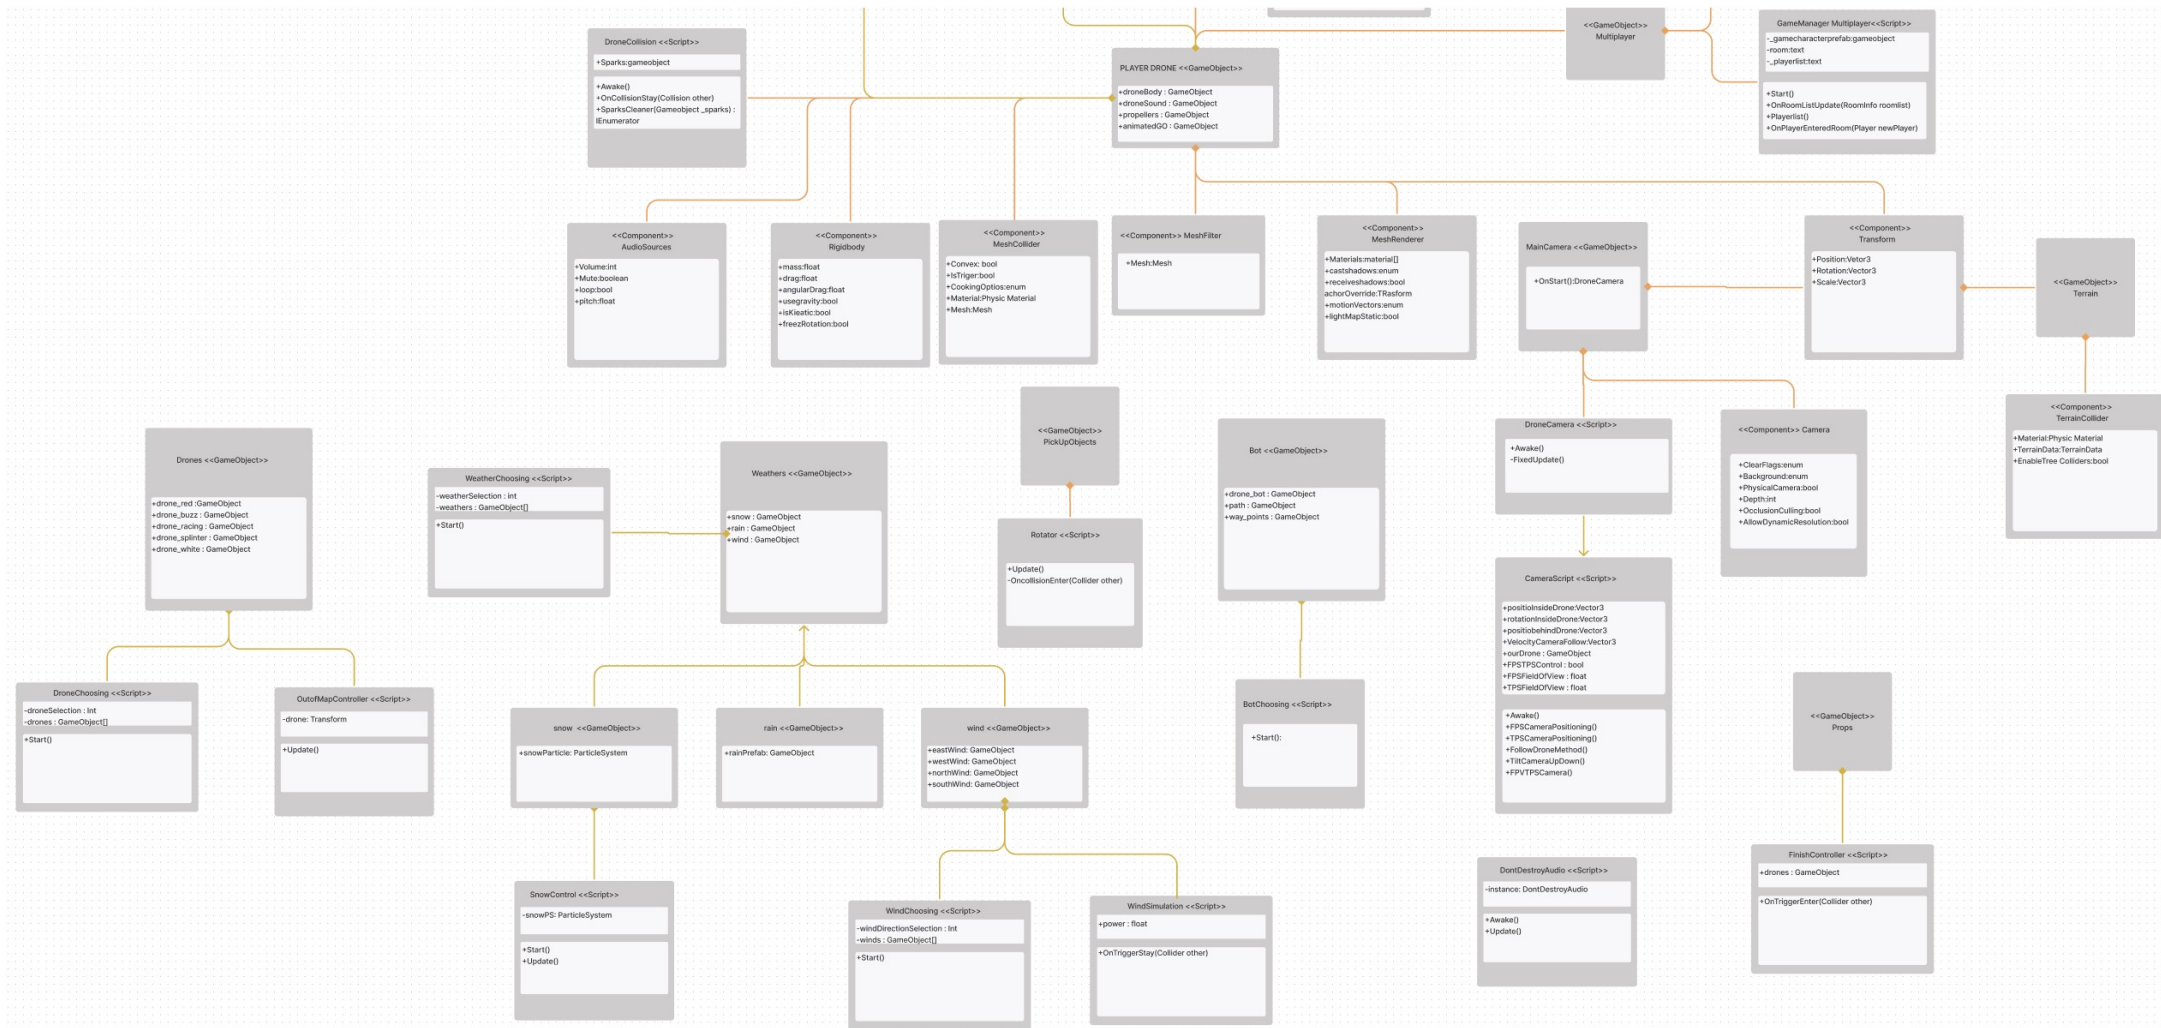 DroneCollision <<Script>>
+Sparks:gameobject
+Awake()
+OnCollisionStay(Collision other)
+SparksCleaner(Gameobject _sparks) :
IEnumerator
PLAYER DRONE <<GameObject>>
+droneBody : GameObject
+droneSound : GameObject
+propellers : GameObject
+animatedGO : GameObject
<<GameObject>>
Multiplayer
GameManager Multiplayer<<Script>>
-_gamecharacterprefab:gameobject
-room:text
-_playerlist:text
+Start()
+OnRoomListUpdate(RoomInfo roomlist)
+Playerlist()
+OnPlayerEnteredRoom(Player newPlayer)
<<Component>>
AudioSources
+Volume:int
+Mute:boolean
+loop:bool
+pitch:float
<<Component>>
Rigidbody
+mass:float
+drag:float
+angularDrag:float
+usegravity:bool
+isKieatic:bool
+freezRotation:bool
<<Component>>
MeshCollider
+Convex: bool
+IsTriger:bool
+CookingOptios:enum
+Material:Physic Material
+Mesh:Mesh
<<Component>> MeshFilter
+Mesh:Mesh
<<Component>>
MeshRenderer
+Materials:material[]
+castshadows:enum
+receiveshadows:bool
achorOverride:TRasform
+motionVectors:enum
+lightMapStatic:bool
MainCamera <<GameObject>>
+OnStart():DroneCamera
<<Component>>
Transform
+Position:Vetor3
+Rotation:Vector3
+Scale:Vector3
<<GameObject>>
Terrain
<<Component>>
TerrainCollider
+Material:Physic Material
+TerrainData:TerrainData
+EnableTree Colliders:bool
Drones <<GameObject>>
+drone_red :GameObject
+drone_buzz : GameObject
+drone_racing : GameObject
+drone_splinter : GameObject
+drone_white : GameObject
WeatherChoosing <<Script>>
-weatherSelection : int
-weathers : GameObject[]
+Start()
Weathers <<GameObject>>
+snow : GameObject
+rain : GameObject
+wind : GameObject
<<GameObject>>
PickUpObjects
Rotator <<Script>>
+Update()
-OncollisionEnter(Collider other)
Bot <<GameObject>>
+drone_bot : GameObject
+path : GameObject
+way_points : GameObject
DroneCamera <<Script>>
+Awake()
-FixedUpdate()
<<Component>> Camera
+ClearFlags:enum
+Background:enum
+PhysicalCamera:bool
+Depth:int
+OcclusionCulling:bool
+AllowDynamicResolution:bool
CameraScript <<Script>>
+positioInsideDrone:Vector3
+rotationInsideDrone:Vector3
+positiobehindDrone:Vector3
+VelocityCameraFollow:Vector3
+ourDrone : GameObject
+FPSTPSControl : bool
+FPSFieldOfView : float
+TPSFieldOfView : float
+Awake()
+FPSCameraPositioning()
+TPSCameraPositioning()
+FollowDroneMethod()
+TiltCameraUpDown()
+FPVTPSCamera()
DroneChoosing <<Script>>
-droneSelection : Int
-drones : GameObject[]
+Start()
OutofMapController <<Script>>
-drone: Transform
+Update()
snow <<GameObject>>
+snowParticle: ParticleSystem
rain <<GameObject>>
+rainPrefab: GameObject
wind <<GameObject>>
+eastWind: GameObject
+westWind: GameObject
+northWind: GameObject
+southWind: GameObject
BotChoosing <<Script>>
+Start():
<<GameObject>>
Props
SnowControl <<Script>>
-snowPS: ParticleSystem
+Start()
+Update()
WindChoosing <<Script>>
-windDirectionSelection : Int
-winds : GameObject[]
+Start()
WindSimulation <<Script>>
+power : float
+OnTriggerStay(Collider other)
DontDestroyAudio <<Script>>
-instance: DontDestroyAudio
+Awake()
+Update()
FinishController <<Script>>
+drones : GameObject
+OnTriggerEnter(Collider other)